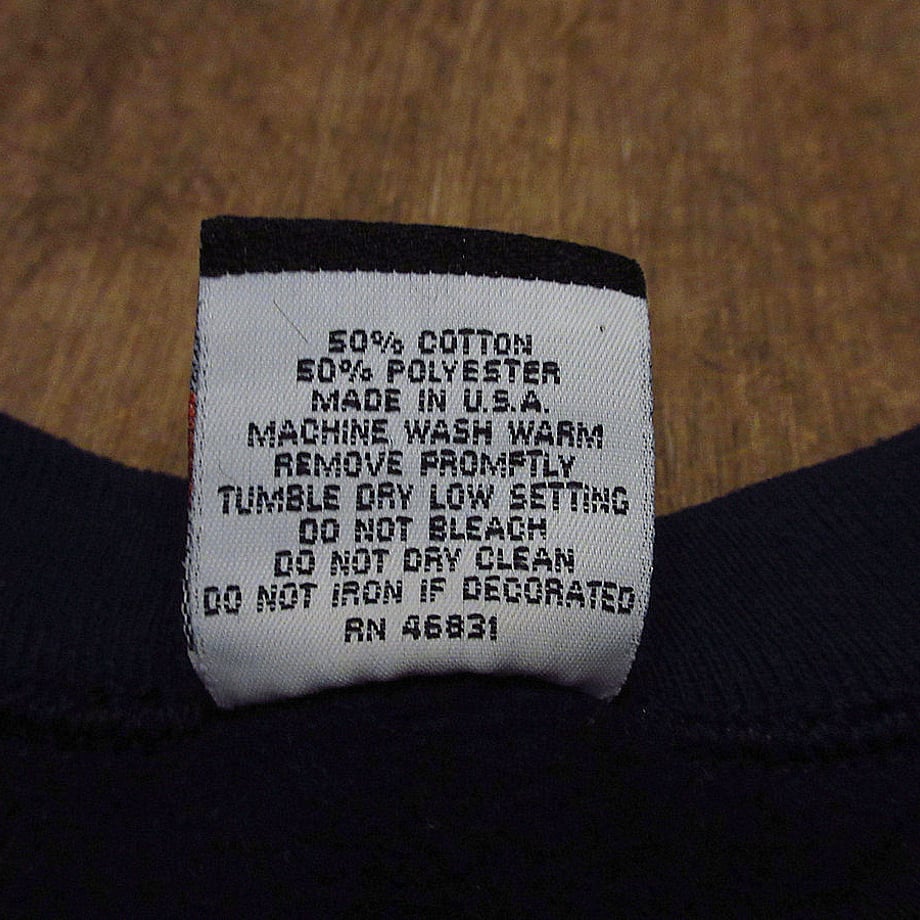 50% COTTON
50% POLYESTER
MADE IN U.S.A.
MACHINE WASH WARM
REMOVE PROMPTLY
TUMBLE DRY LOW SETTING
DO NOT BLEACH
DO NOT DRY CLEAN
DO NOT IRON IF DECORATED
RN 46831